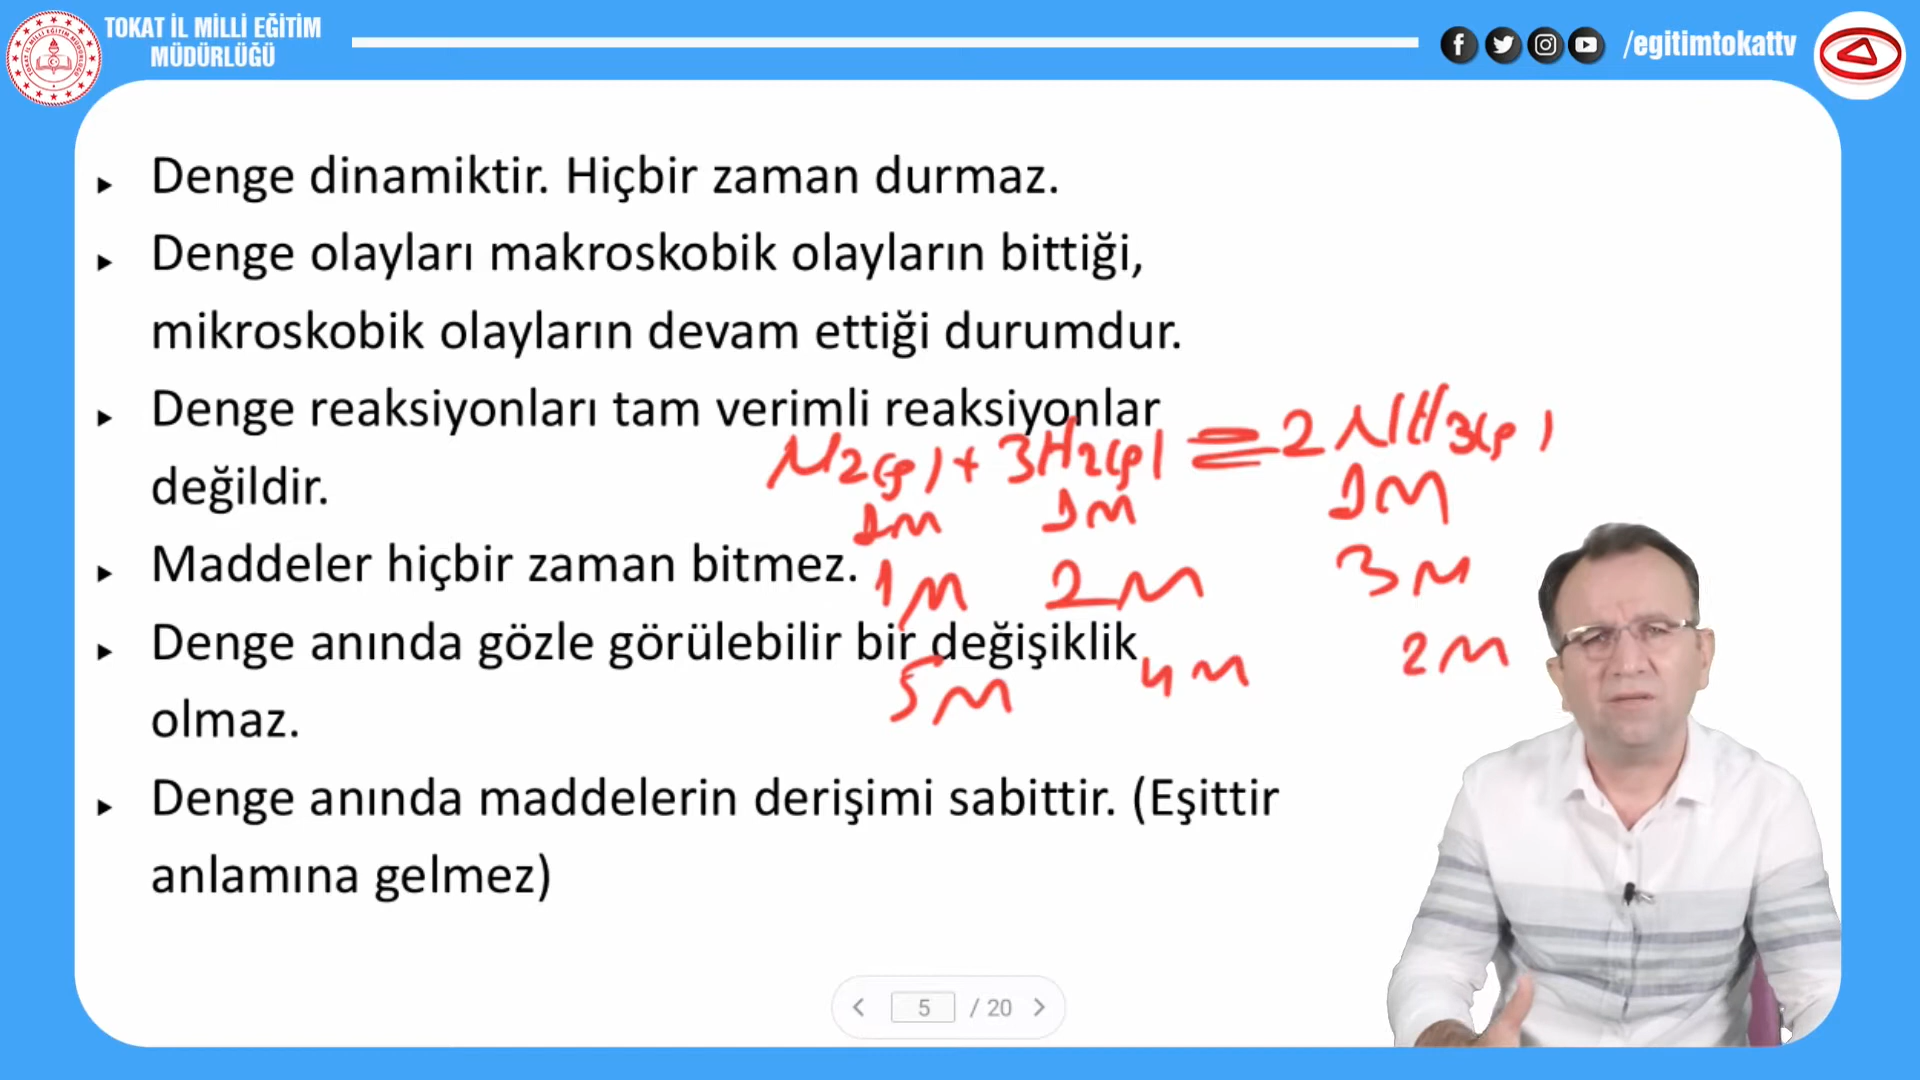 TOKAT İL MİLLİ EĞİTİM
MÜDÜRLÜĞÜ
/egitimtokattv
Denge dinamiktir. Hiçbir zaman durmaz.
Denge olayları makroskobik olayların bittiği,
mikroskobik olayların devam ettiği durumdur.
Denge reaksiyonları tam verimli reaksiyonlar
değildir.
N2(g) + 3H2(g) = 2NH3(g)
1M 1M 1M
Maddeler hiçbir zaman bitmez.
1M 2M 3M
Denge anında gözle görülebilir bir değişiklik
olmaz.
5M 4M 2M
Denge anında maddelerin derişimi sabittir. (Eşittir
anlamına gelmez)
5 / 20